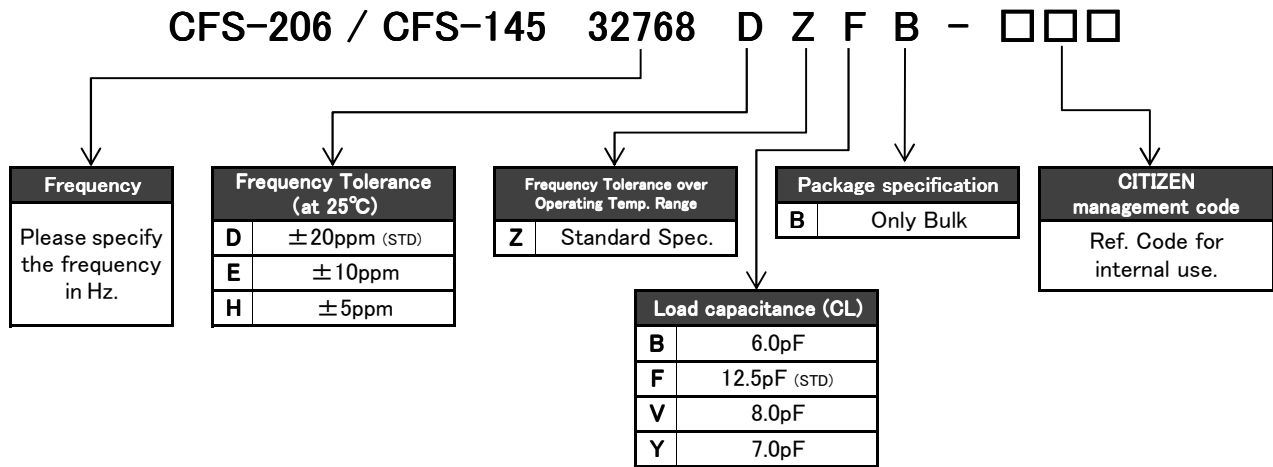 CFS-206 / CFS-145 32768 D Z F B - □□□
Frequency
Please specify
the frequency
in Hz.
Frequency Tolerance
(at 25℃)
D ±20ppm (STD)
E ±10ppm
H ±5ppm
Frequency Tolerance over
Operating Temp. Range
Z Standard Spec.
Load capacitance (CL)
B 6.0pF
F 12.5pF (STD)
V 8.0pF
Y 7.0pF
Package specification
B Only Bulk
CITIZEN
management code
Ref. Code for
internal use.